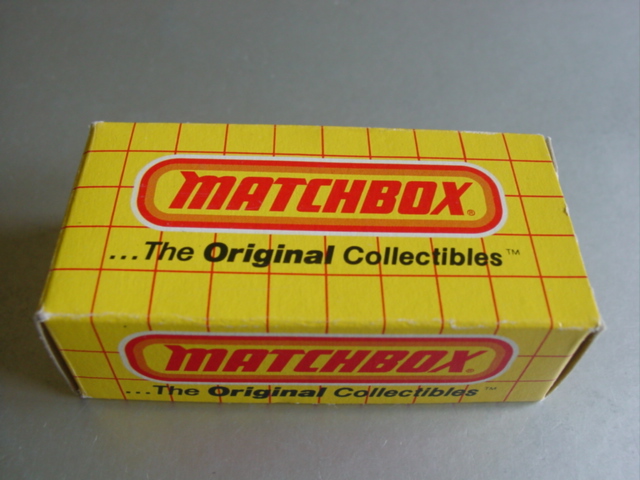 MATCHBOX®
...The Original Collectibles™
MATCHBOX®
...The Original Collectibles™